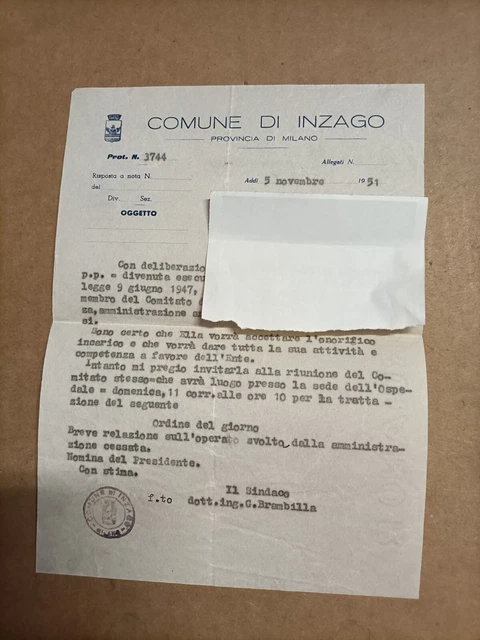 COMUNE DI INZAGO
PROVINCIA DI MILANO
Prot. N. 3744
Allegati N.
Risposta a nota N.
del
Addì 5 novembre 1951
Div. Sez.
OGGETTO
Con deliberazio
p.p. = divenuta esecu
legge 9 giugno 1947,
membro del Comitato
za,amministrazione
si.
Sono certo che Ella vorrà accettare l'onorifico
incarico e che vorrà dare tutta la sua attività e
competenza a favore dell'Ente.
Intanto mi pregio invitarla alla riunione del Co-
mitato stesso=che avrà luogo presso la sede dell'Ospe-
dale = domenica,11 corr.alle ore 10 per la tratta -
zione del seguente
Ordine del giorno
Breve relazione sull'operato svolto dalla amministra-
zione cessata.
Nomina del Presidente.
Con stima.
Il Sindaco
f.to dott.ing.G.Brambilla
COMUNE DI INZAGO